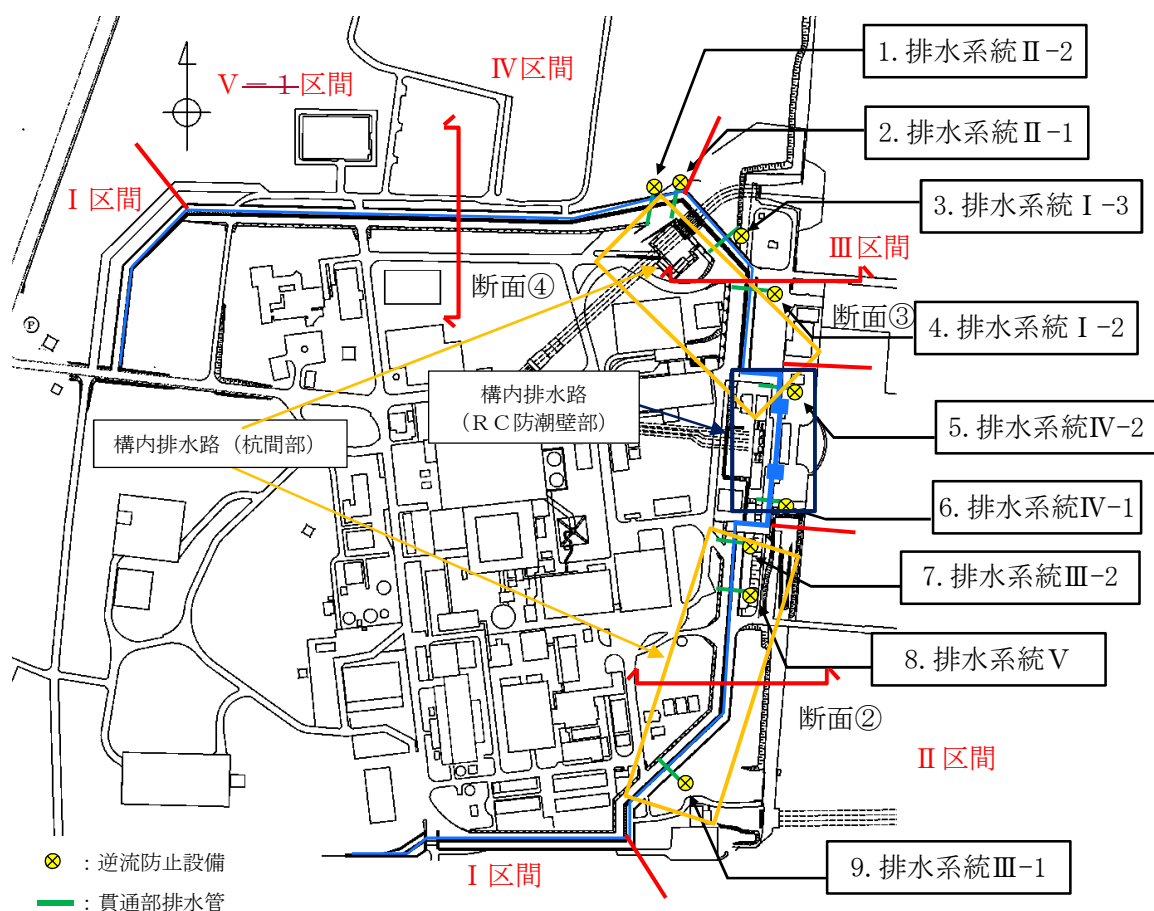 1.排水系統Ⅱ-2
Ⅳ区間
Ⅴ－1区間
2.排水系統Ⅱ-1
Ⅰ区間
3.排水系統Ⅰ-3
Ⅲ区間
断面④
断面③
4.排水系統Ⅰ-2
P
構内排水路
(ＲＣ防潮壁部)
構内排水路（杭間部）
5.排水系統Ⅳ-2
6.排水系統Ⅳ-1
7.排水系統Ⅲ-2
8.排水系統Ⅴ
断面②
Ⅱ区間
：逆流防止設備
Ⅰ区間
9.排水系統Ⅲ-1
：貫通部排水管